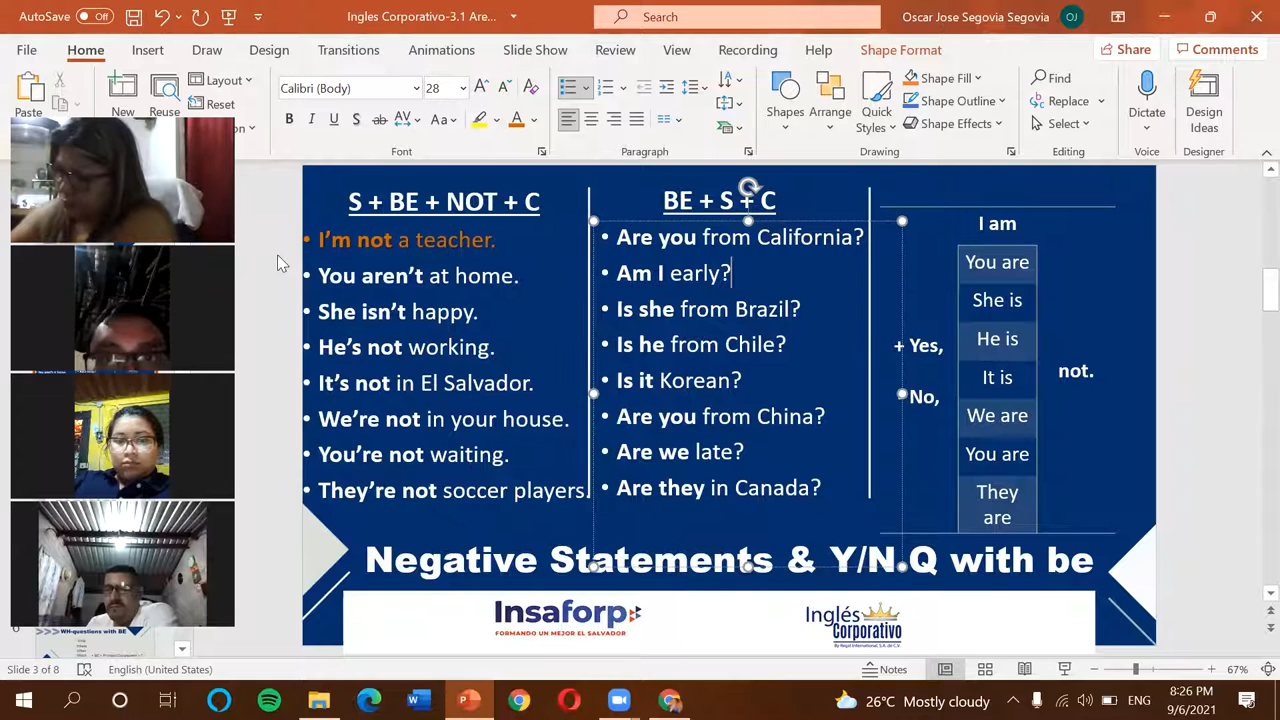 AutoSave Off
Ingles Corporativo-3.1 Are...
Search
Oscar Jose Segovia Segovia OJ
File Home Insert Draw Design Transitions Animations Slide Show Review View Recording Help Shape Format Share Comments
Paste
New
Reuse
Layout
Reset
Calibri (Body) 28
Shapes
Arrange
Quick
Styles
Shape Fill
Shape Outline
Shape Effects
Find
Replace
Select
Dictate
Design
Ideas
Font
Paragraph
Drawing
Editing
Voice
Designer
S + BE + NOT + C
I'm not a teacher.
You aren't at home.
She isn't happy.
He's not working.
It's not in El Salvador.
We're not in your house.
You're not waiting.
They're not soccer players.
BE + S + C
Are you from California?
Am I early?
Is she from Brazil?
Is he from Chile?
Is it Korean?
Are you from China?
Are we late?
Are they in Canada?
+ Yes,
No,
I am
You are
She is
He is
It is
We are
You are
They
are
not.
Negative Statements & Y/N Q with be
Insaforp
FORMANDO UN MEJOR EL SALVADOR
Inglés
Corporativo
By Regal International, S.A. de C.V.
WH-questions with BE
Slide 3 of 8
English (United States)
Notes
67%
26°C Mostly cloudy
ENG
8:26 PM
9/6/2021